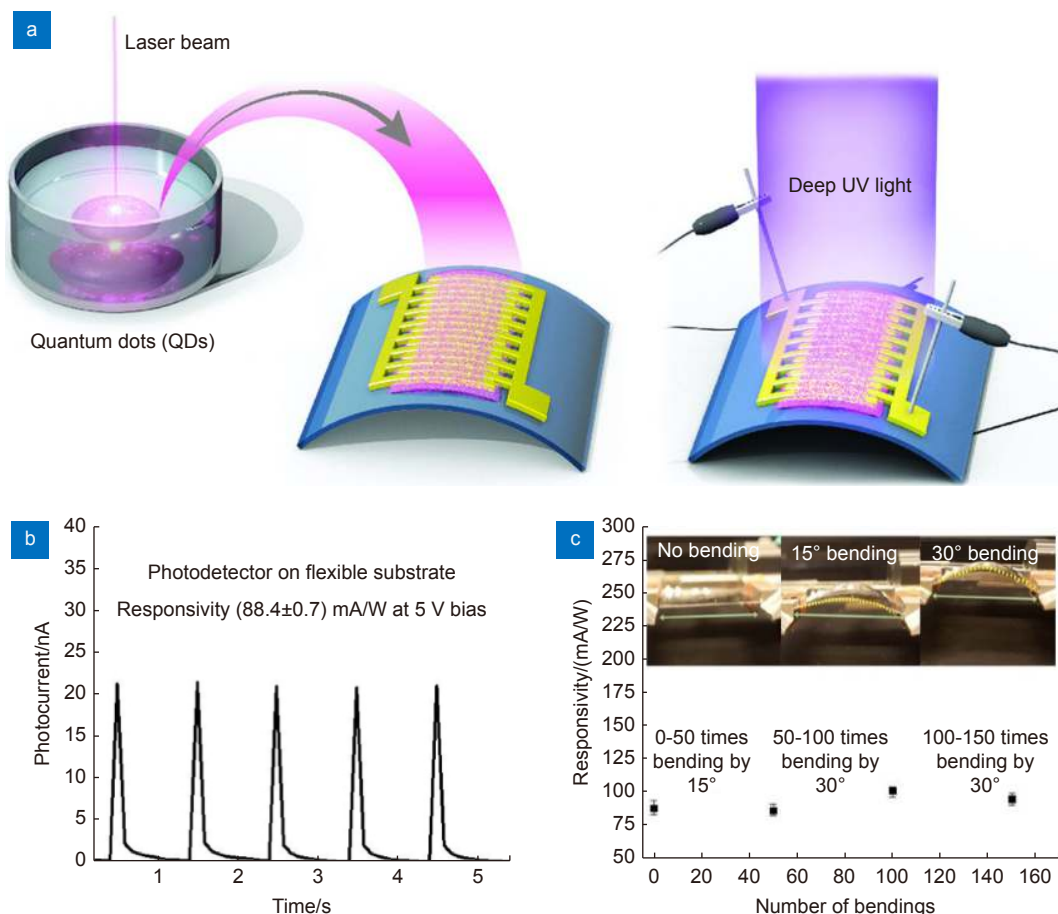 a
Laser beam
Deep UV light
Quantum dots (QDs)
b
40
35
30
25
20
15
10
5
0
Photocurrent/nA
Photodetector on flexible substrate
Responsivity (88.4±0.7) mA/W at 5 V bias
1 2 3 4 5
Time/s
c
300
275
250
225
200
175
150
125
100
75
50
Responsivity/(mA/W)
No bending 15° bending 30° bending
0-50 times
bending by
15°
50-100 times
bending by
30°
100-150 times
bending by
30°
0 20 40 60 80 100 120 140 160
Number of bendings